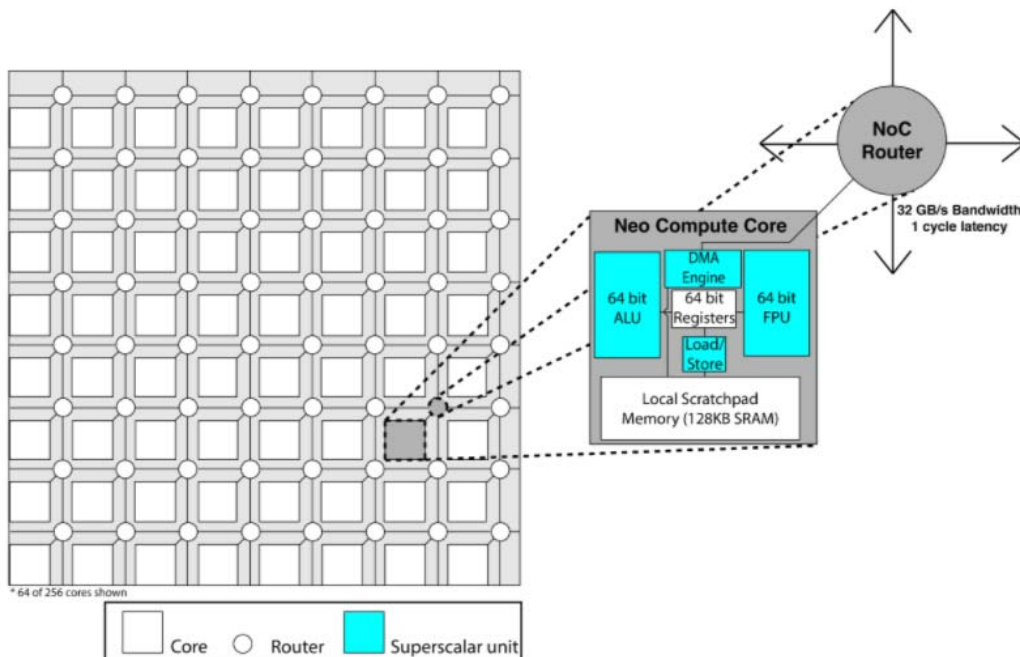 NoC
Router
32 GB/s Bandwidth
1 cycle latency
Neo Compute Core
DMA
Engine
64 bit
ALU
64 bit
Registers
64 bit
FPU
Load/
Store
Local Scratchpad
Memory (128KB SRAM)
* 64 of 256 cores shown
Core
Router
Superscalar unit